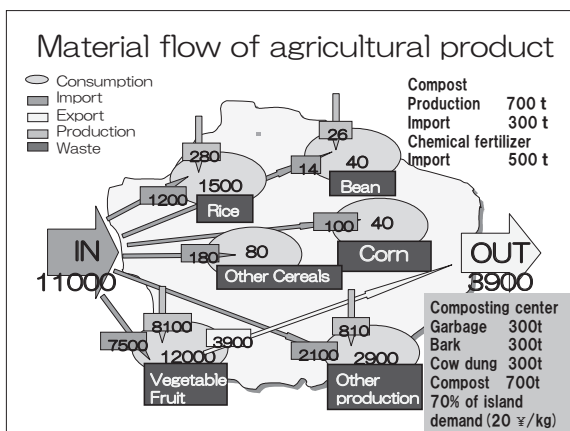 Material flow of agricultural product
Consumption
Import
Export
Production
Waste
Compost
Production 700 t
Import 300 t
Chemical fertilizer
Import 500 t
280
1500
1200
Rice
26
40
14
Bean
100
40
Corn
180
80
Other Cereals
IN
11000
OUT
3900
8100
7500
12000
3900
Vegetable
Fruit
810
2100
2900
Other
production
Composting center
Garbage 300t
Bark 300t
Cow dung 300t
Compost 700t
70% of island
demand (20 ¥/kg)